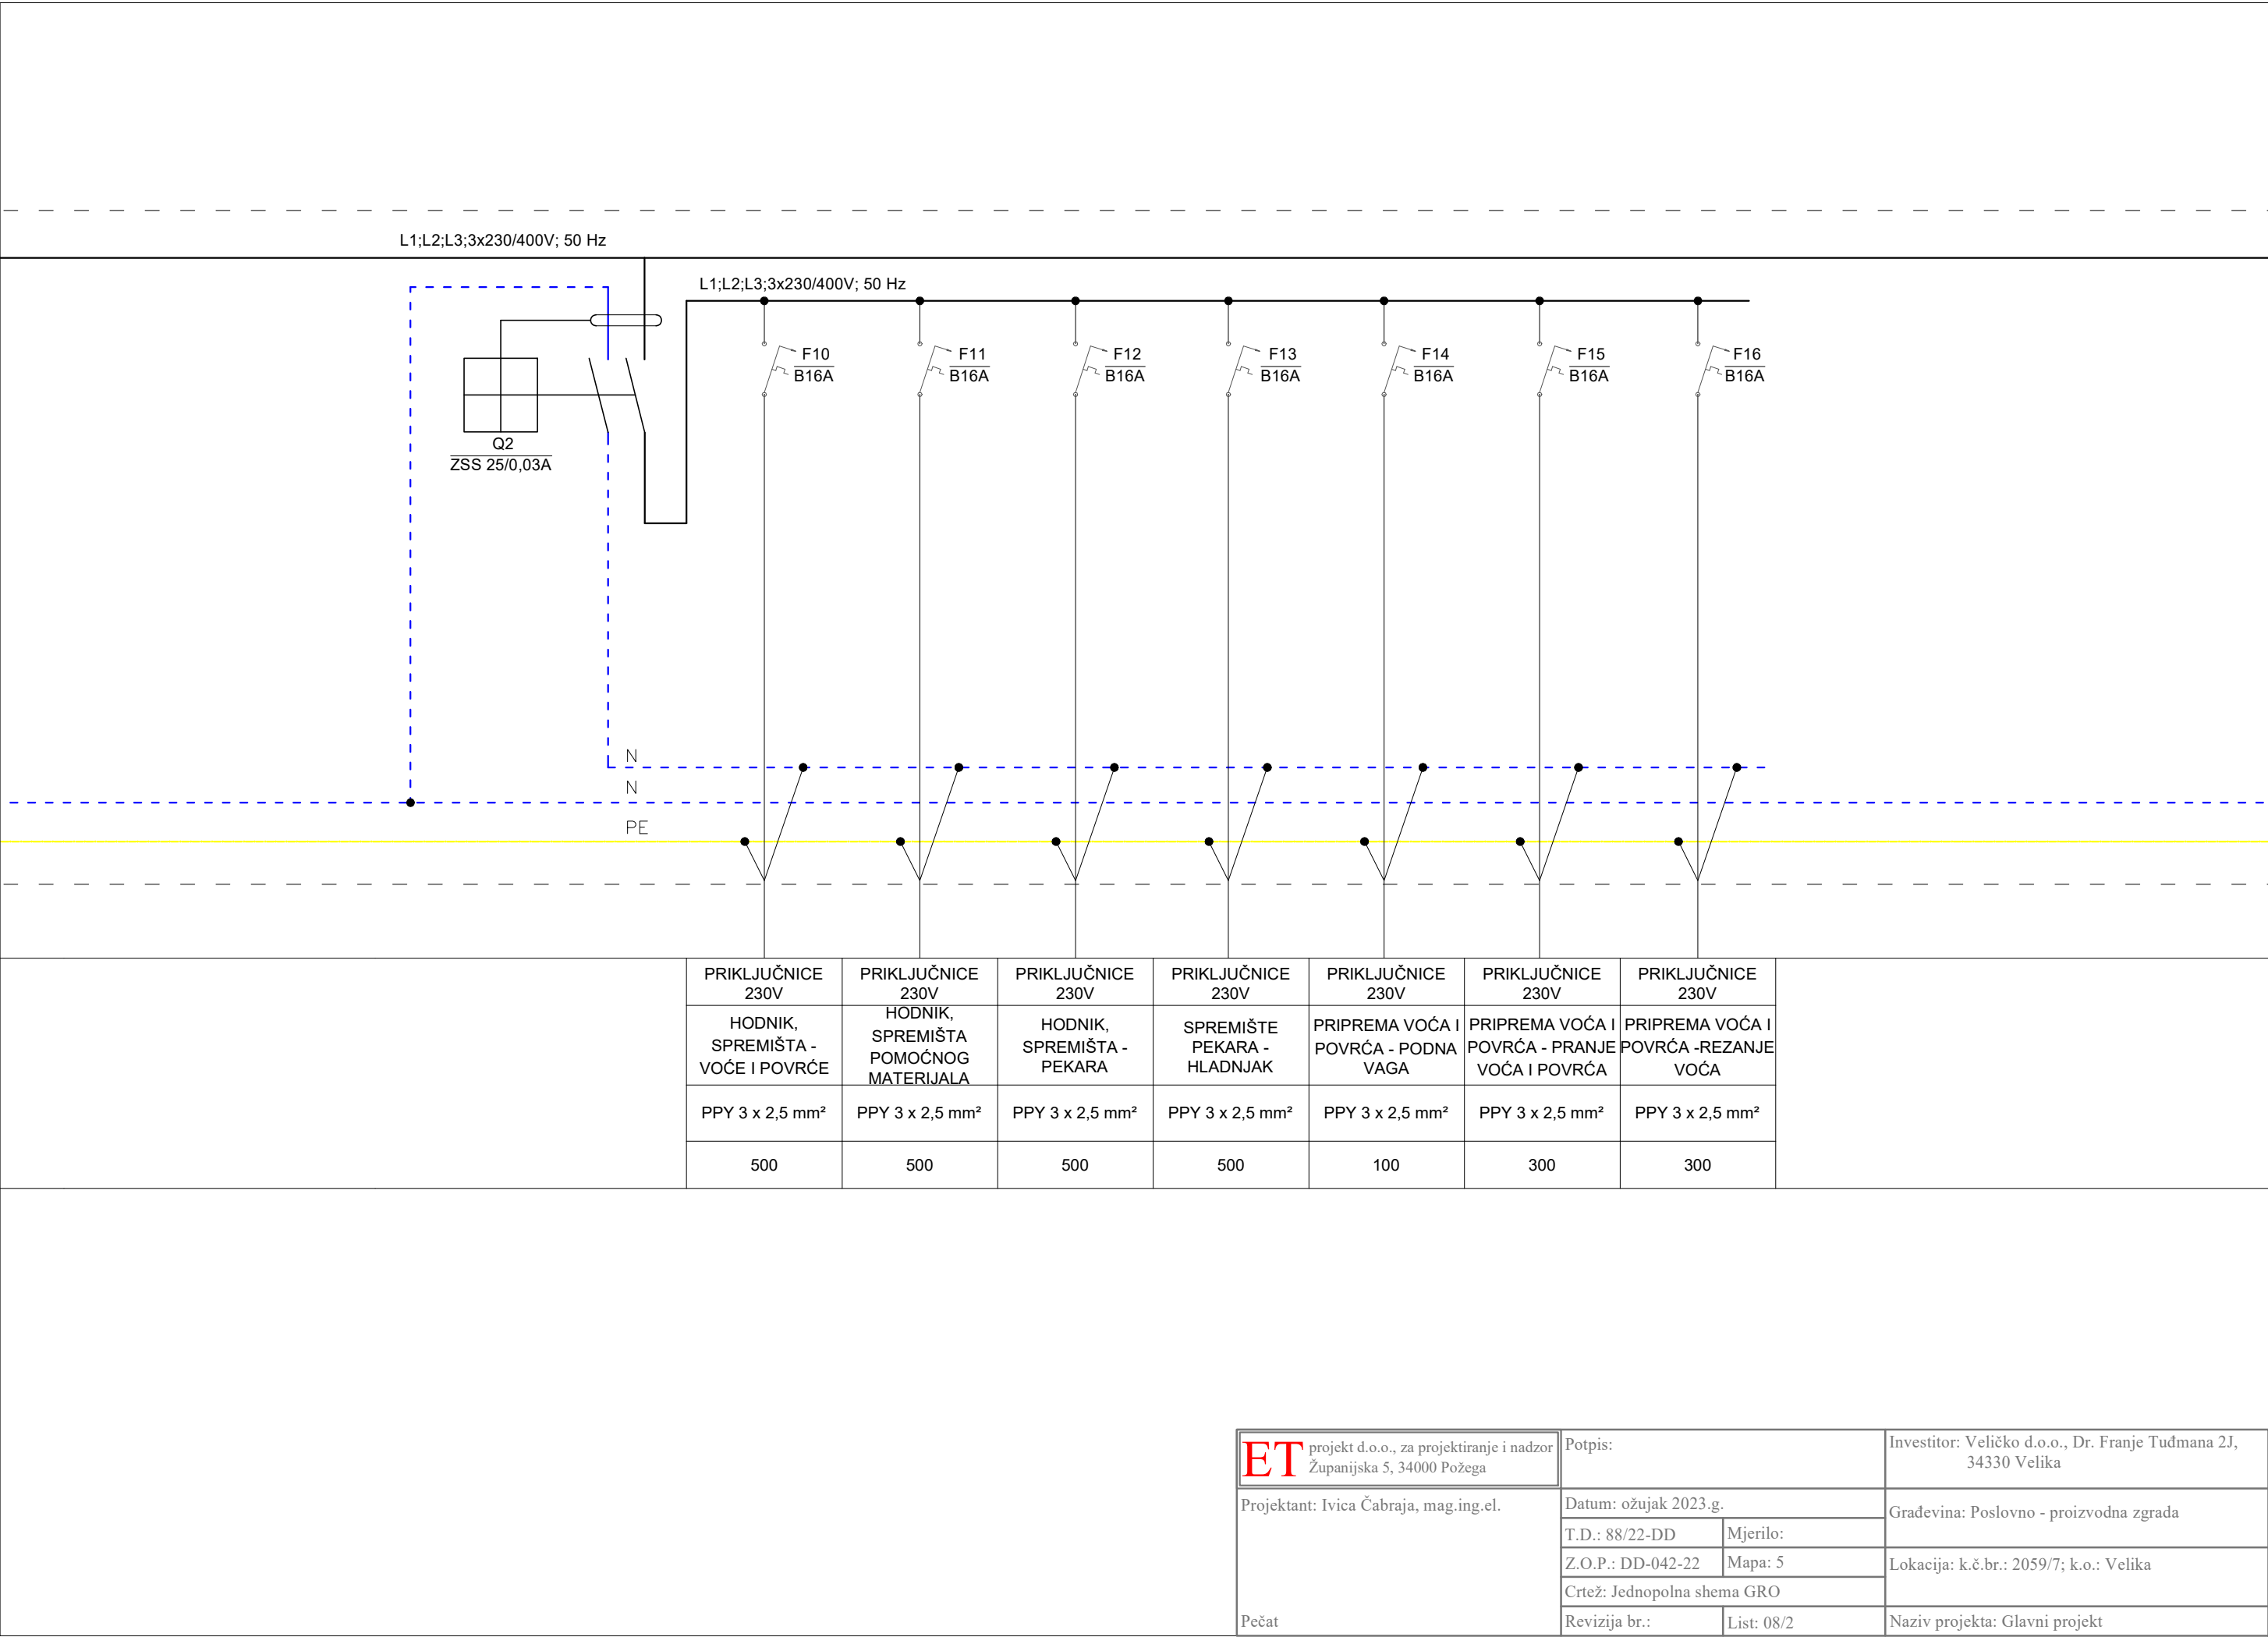 L1;L2;L3;3x230/400V; 50 Hz
L1;L2;L3;3x230/400V; 50 Hz
F10
B16A
F11
B16A
F12
B16A
F13
B16A
F14
B16A
F15
B16A
F16
B16A
Q2
ZSS 25/0,03A
N
N
PE
PRIKLJUČNICE
230V
PRIKLJUČNICE
230V
PRIKLJUČNICE
230V
PRIKLJUČNICE
230V
PRIKLJUČNICE
230V
PRIKLJUČNICE
230V
PRIKLJUČNICE
230V
HODNIK,
SPREMIŠTA -
VOĆE I POVRĆE
HODNIK,
SPREMIŠTA
POMOĆNOG
MATERIJALA
HODNIK,
SPREMIŠTA -
PEKARA
SPREMIŠTE
PEKARA -
HLADNJAK
PRIPREMA VOĆA I
POVRĆA - PODNA
VAGA
PRIPREMA VOĆA I
POVRĆA - PRANJE
VOĆA I POVRĆA
PRIPREMA VOĆA I
POVRĆA -REZANJE
VOĆA
PPY 3 x 2,5 mm²
PPY 3 x 2,5 mm²
PPY 3 x 2,5 mm²
PPY 3 x 2,5 mm²
PPY 3 x 2,5 mm²
PPY 3 x 2,5 mm²
PPY 3 x 2,5 mm²
500
500
500
500
100
300
300
ET
projekt d.o.o., za projektiranje i nadzor
Županijska 5, 34000 Požega
Potpis:
Investitor: Veličko d.o.o., Dr. Franje Tuđmana 2J,
34330 Velika
Projektant: Ivica Čabraja, mag.ing.el.
Pečat
Datum: ožujak 2023.g.
T.D.: 88/22-DD
Mjerilo:
Z.O.P.: DD-042-22
Mapa: 5
Crtež: Jednopolna shema GRO
Revizija br.:
List: 08/2
Građevina: Poslovno - proizvodna zgrada
Lokacija: k.č.br.: 2059/7; k.o.: Velika
Naziv projekta: Glavni projekt